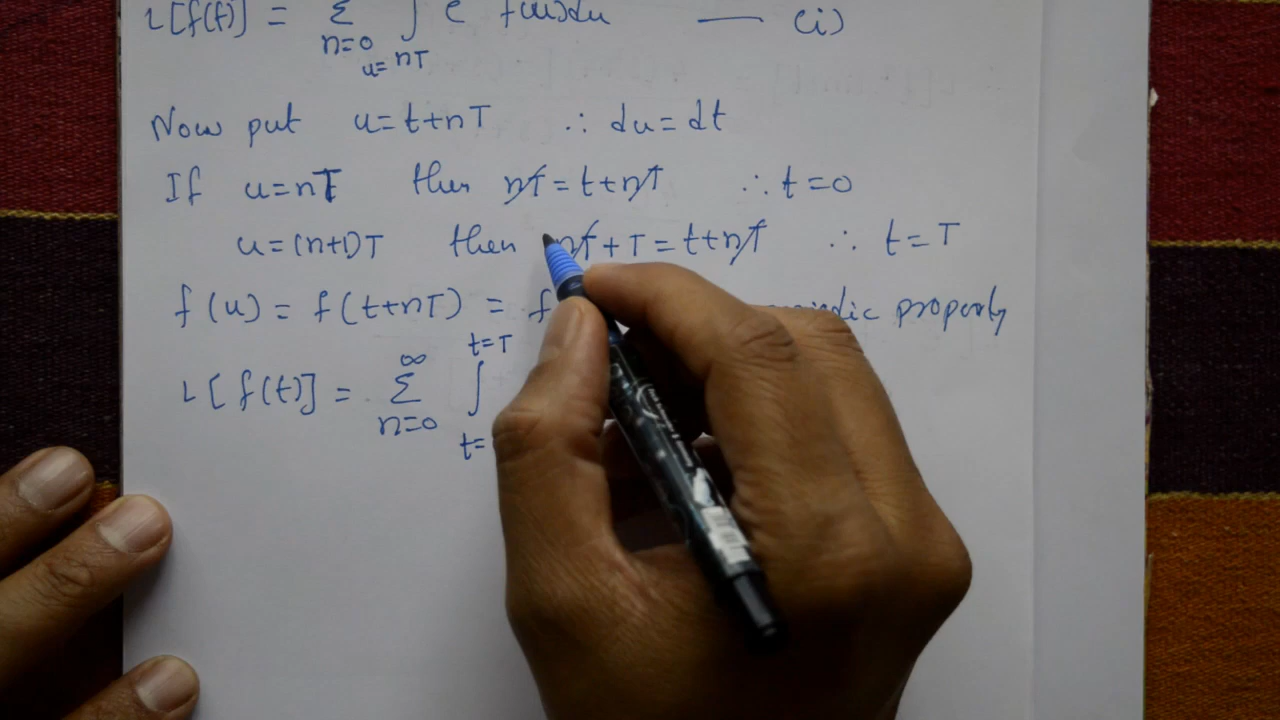 L[f(t)] = Σ n=0 ∫ u=nT e f(u)du —— (i)
Now put u=t+nT ∴ du=dt
If u=nT then nT=t+nT ∴ t=0
u=(n+1)T then nT+T=t+nT ∴ t=T
f(u) = f(t+nT) = f property
L[f(t)] = ∞ Σ n=0 t=T ∫ t=